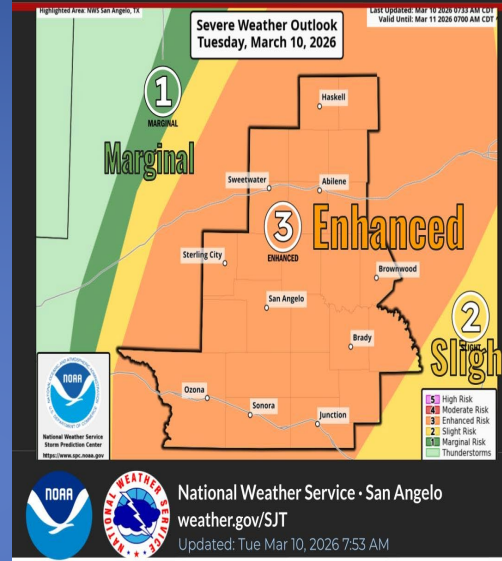 Highlighted Area: NWS San Angelo, TX
Last Updated: Mar 10 2026 0733 AM CDT
Valid Until: Mar 11 2026 0700 AM CDT
Severe Weather Outlook
Tuesday, March 10, 2026
1
MARGINAL
Marginal
Haskell
Sweetwater
Abilene
3
ENHANCED
Enhanced
Sterling City
Brownwood
San Angelo
2
SLIGHT
Sligh
Brady
Ozona
Sonora
Junction
NOAA
National Weather Service
Storm Prediction Center
https://www.spc.noaa.gov
5 High Risk
4 Moderate Risk
3 Enhanced Risk
2 Slight Risk
1 Marginal Risk
Thunderstorms
NOAA
NATIONAL WEATHER SERVICE
National Weather Service · San Angelo
weather.gov/SJT
Updated: Tue Mar 10, 2026 7:53 AM